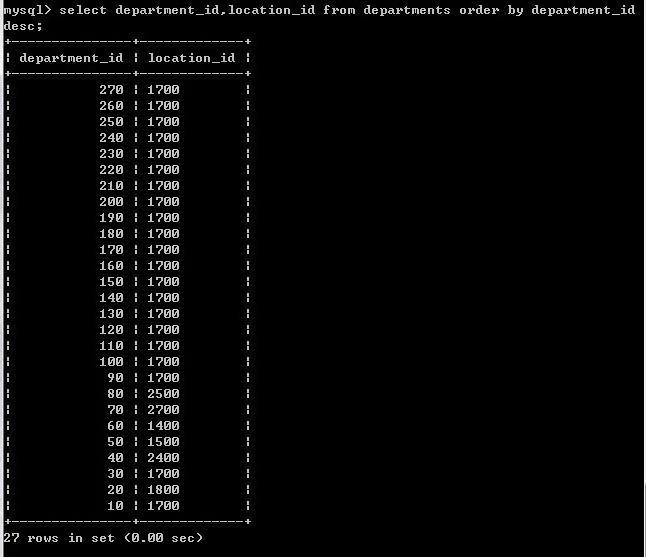 mysql> select department_id,location_id from departments order by department_id
desc;
+---------------+-------------+
¦ department_id ¦ location_id ¦
+---------------+-------------+
¦           270 ¦ 1700        ¦
¦           260 ¦ 1700        ¦
¦           250 ¦ 1700        ¦
¦           240 ¦ 1700        ¦
¦           230 ¦ 1700        ¦
¦           220 ¦ 1700        ¦
¦           210 ¦ 1700        ¦
¦           200 ¦ 1700        ¦
¦           190 ¦ 1700        ¦
¦           180 ¦ 1700        ¦
¦           170 ¦ 1700        ¦
¦           160 ¦ 1700        ¦
¦           150 ¦ 1700        ¦
¦           140 ¦ 1700        ¦
¦           130 ¦ 1700        ¦
¦           120 ¦ 1700        ¦
¦           110 ¦ 1700        ¦
¦           100 ¦ 1700        ¦
¦            90 ¦ 1700        ¦
¦            80 ¦ 2500        ¦
¦            70 ¦ 2700        ¦
¦            60 ¦ 1400        ¦
¦            50 ¦ 1500        ¦
¦            40 ¦ 2400        ¦
¦            30 ¦ 1700        ¦
¦            20 ¦ 1800        ¦
¦            10 ¦ 1700        ¦
+---------------+-------------+
27 rows in set (0.00 sec)